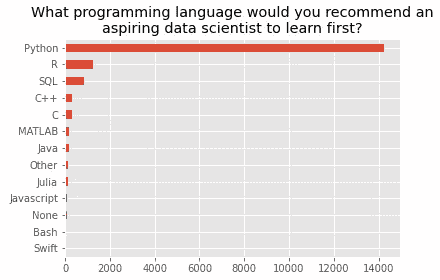 What programming language would you recommend an
aspiring data scientist to learn first?
Python
R
SQL
C++
C
MATLAB
Java
Other
Julia
Javascript
None
Bash
Swift
0 2000 4000 6000 8000 10000 12000 14000